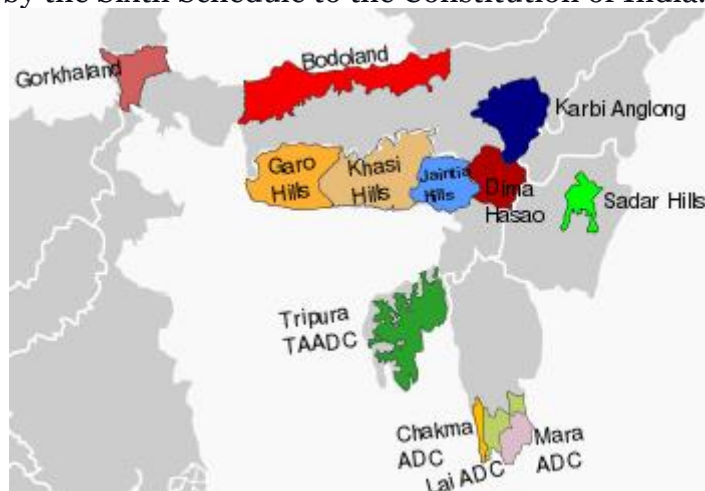 by the Sixth Schedule to the Constitution of India.
Gorkhaland
Bodoland
Karbi Anglong
Garo
Hills
Khasi
Hills
Jaintia
Hills
Dima
Hasao
Sadar Hills
Tripura
TAADC
Chakma
ADC
Lai ADC
Mara
ADC